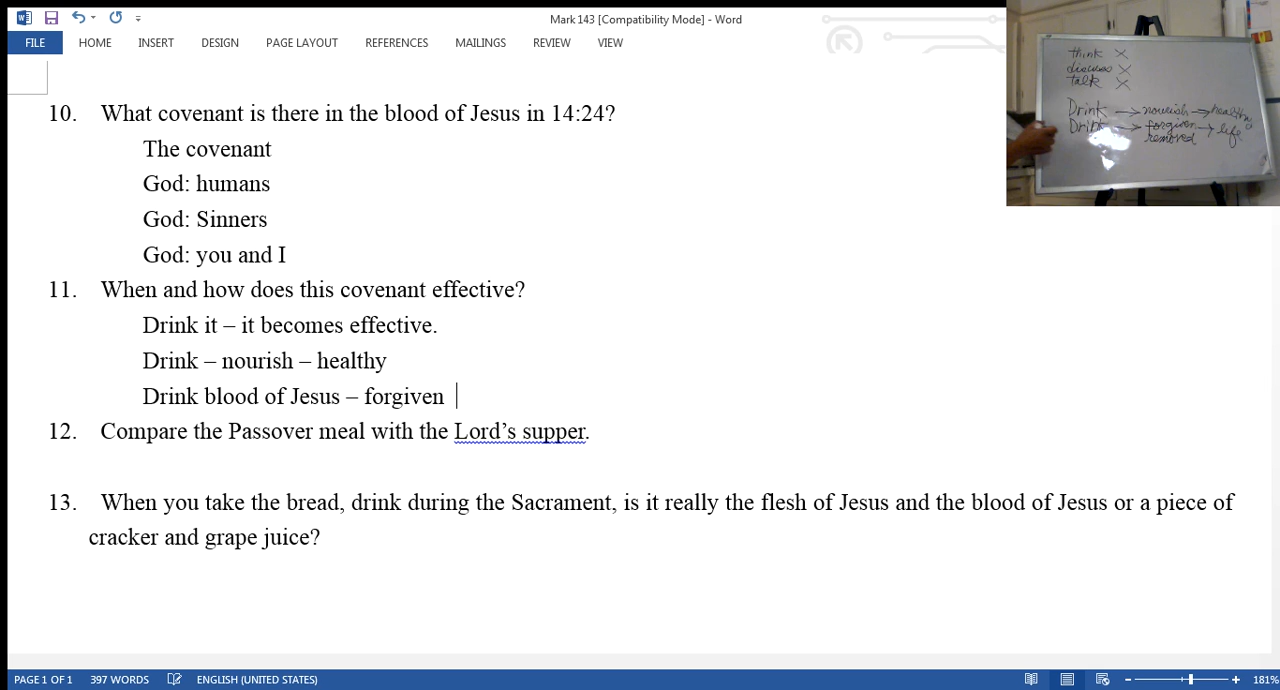 Mark 143 [Compatibility Mode] - Word
FILE HOME INSERT DESIGN PAGE LAYOUT REFERENCES MAILINGS REVIEW VIEW
think X
discuss X
talk X
Drink → nourish → healthy
Drink → forgiven → life
removed
10. What covenant is there in the blood of Jesus in 14:24?
The covenant
God: humans
God: Sinners
God: you and I
11. When and how does this covenant effective?
Drink it – it becomes effective.
Drink – nourish – healthy
Drink blood of Jesus – forgiven
12. Compare the Passover meal with the Lord’s supper.
13. When you take the bread, drink during the Sacrament, is it really the flesh of Jesus and the blood of Jesus or a piece of
cracker and grape juice?
PAGE 1 OF 1 397 WORDS ENGLISH (UNITED STATES) 181%